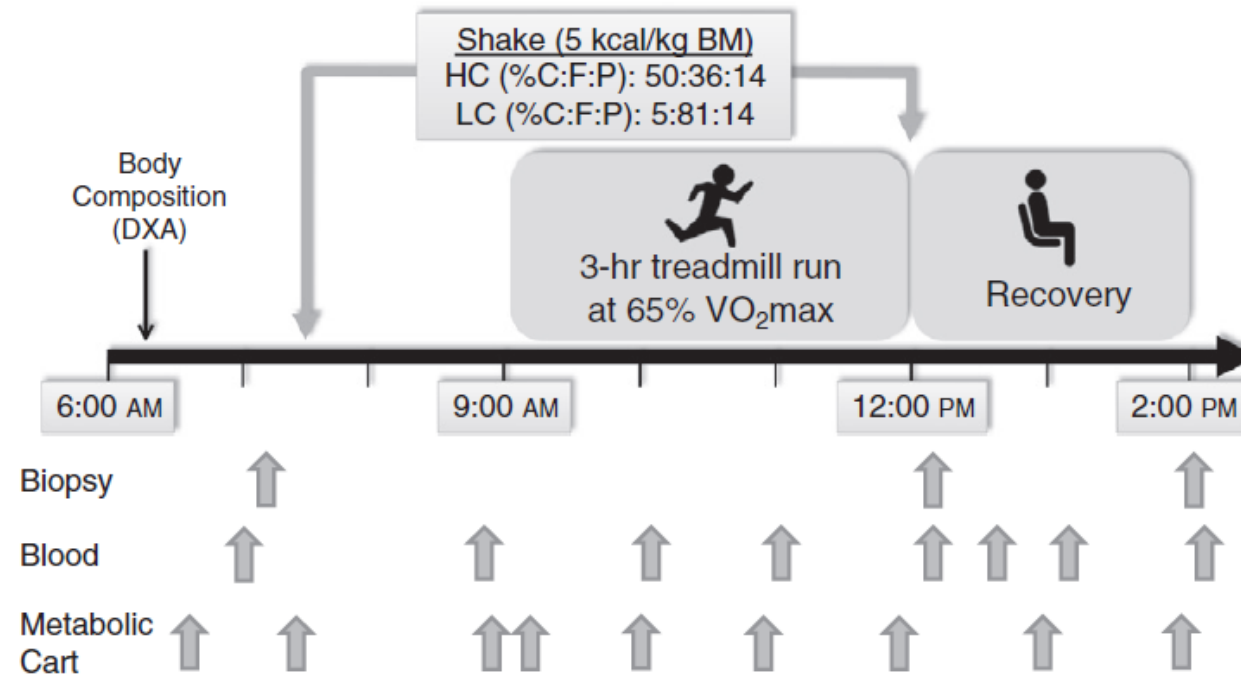 Shake (5 kcal/kg BM)
HC (%C:F:P): 50:36:14
LC (%C:F:P): 5:81:14
Body
Composition
(DXA)
3-hr treadmill run
at 65% VO₂max
Recovery
6:00 AM
9:00 AM
12:00 PM
2:00 PM
Biopsy
Blood
Metabolic
Cart